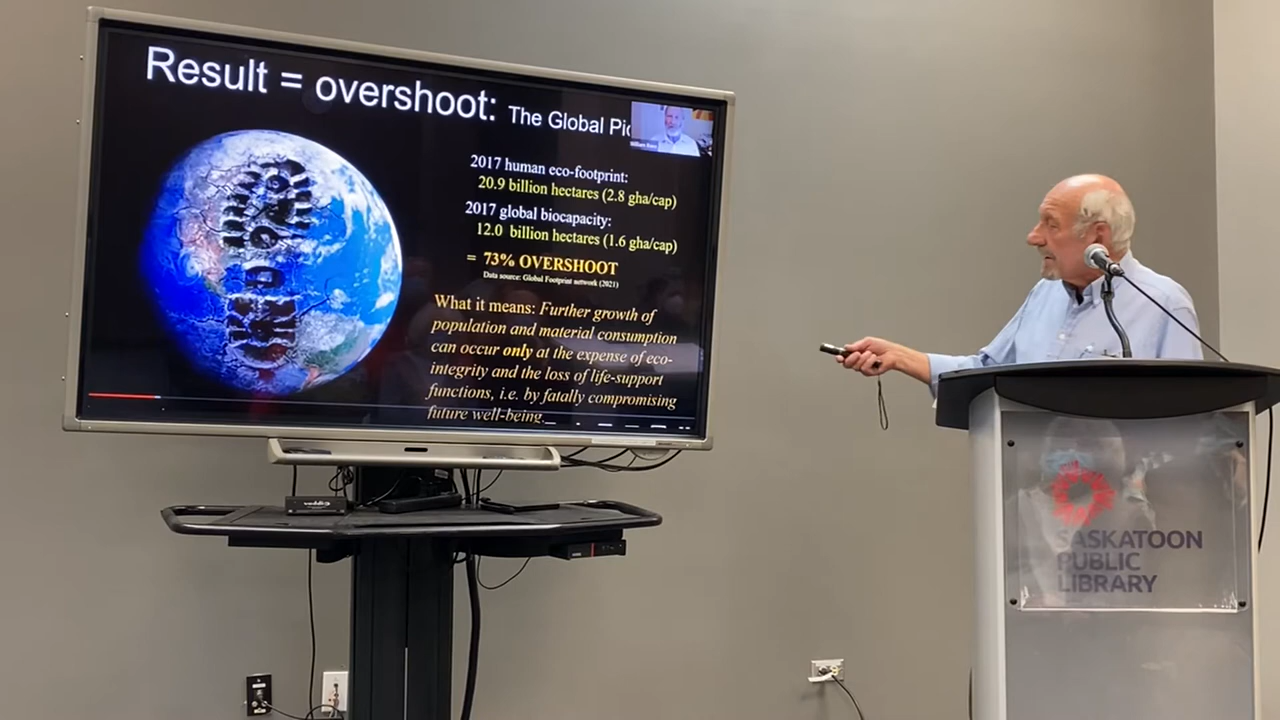 Result = overshoot: The Global Pic
William Rees
2017 human eco-footprint:
20.9 billion hectares (2.8 gha/cap)
2017 global biocapacity:
12.0 billion hectares (1.6 gha/cap)
= 73% OVERSHOOT
Data source: Global Footprint network (2021)
What it means: Further growth of
population and material consumption
can occur only at the expense of eco-
integrity and the loss of life-support
functions, i.e. by fatally compromising
future well-being.
SASKATOON
PUBLIC
LIBRARY